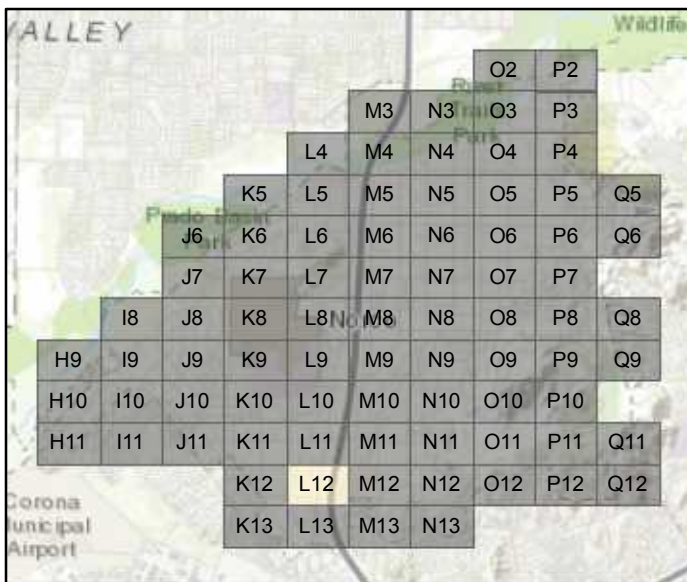 VALLEY
Wildlife
O2 P2
River
Trails
Park
M3 N3 O3 P3
L4 M4 N4 O4 P4
K5 L5 M5 N5 O5 P5 Q5
Prado Basin
Park
J6 K6 L6 M6 N6 O6 P6 Q6
J7 K7 L7 M7 N7 O7 P7
I8 J8 K8 L8 M8 N8 O8 P8 Q8
Norco
H9 I9 J9 K9 L9 M9 N9 O9 P9 Q9
H10 I10 J10 K10 L10 M10 N10 O10 P10
H11 I11 J11 K11 L11 M11 N11 O11 P11 Q11
K12 L12 M12 N12 O12 P12 Q12
Corona
Municipal
Airport
K13 L13 M13 N13